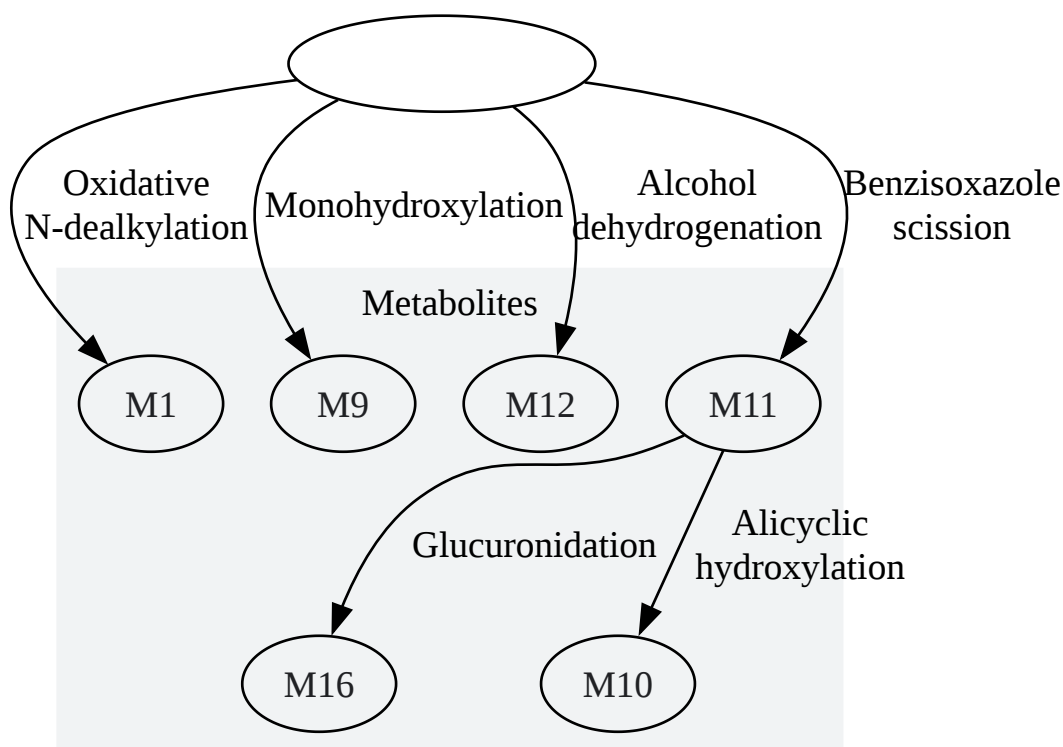 Oxidative
N-dealkylation
Monohydroxylation
Alcohol
dehydrogenation
Benzisoxazole
scission
Metabolites
M1
M9
M12
M11
Glucuronidation
Alicyclic
hydroxylation
M16
M10